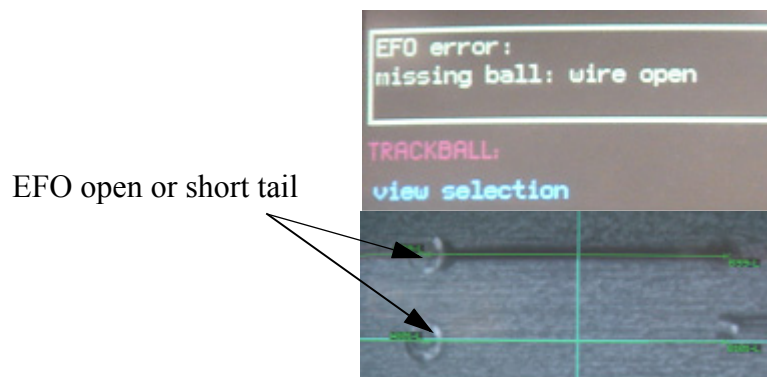 EFO error:
missing ball: wire open
TRACKBALL:
view selection
EFO open or short tail